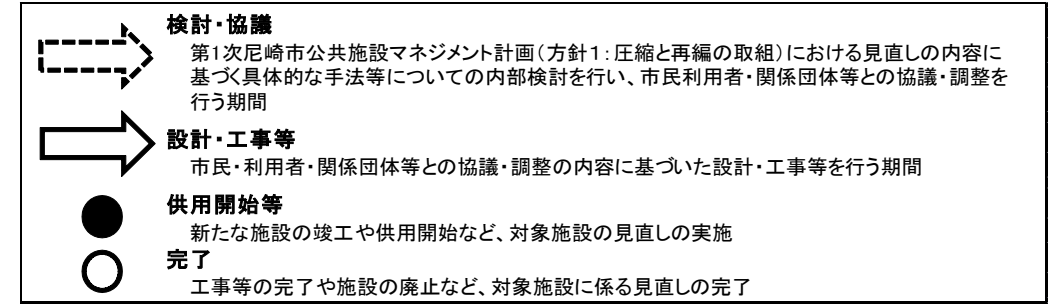 検討・協議
第1次尼崎市公共施設マネジメント計画（方針1：圧縮と再編の取組）における見直しの内容に
基づく具体的な手法等についての内部検討を行い、市民利用者・関係団体等との協議・調整を
行う期間
設計・工事等
市民・利用者・関係団体等との協議・調整の内容に基づいた設計・工事等を行う期間
供用開始等
新たな施設の竣工や供用開始など、対象施設の見直しの実施
完了
工事等の完了や施設の廃止など、対象施設に係る見直しの完了